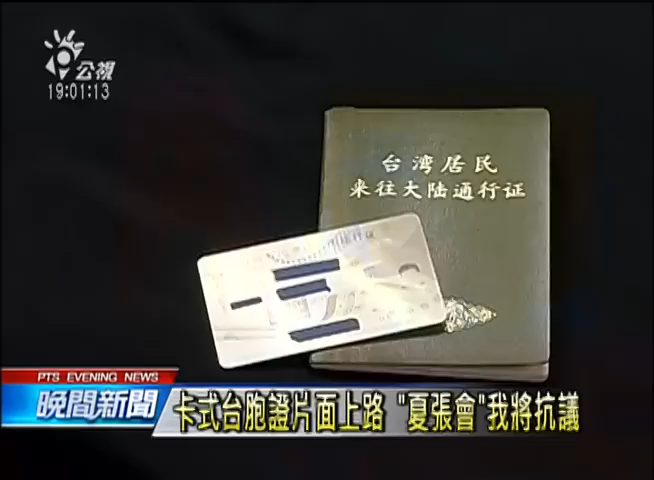 公視
19:01:13
台湾居民
来往大陆通行证
PTS EVENING NEWS
晚間新聞
卡式台胞證片面上路 "夏張會"我將抗議